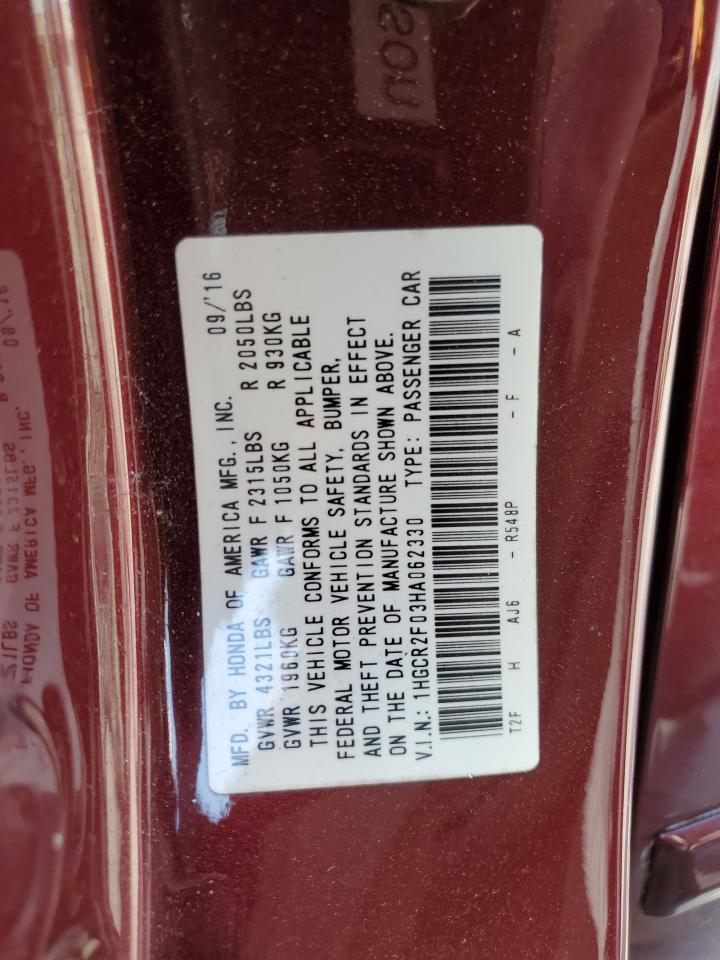 MFD. BY HONDA OF AMERICA MFG., INC. 09/'16
GVWR 4321LBS GAWR F 2315LBS R 2050LBS
GVWR 1960KG GAWR F 1050KG R 930KG
THIS VEHICLE CONFORMS TO ALL APPLICABLE
FEDERAL MOTOR VEHICLE SAFETY, BUMPER,
AND THEFT PREVENTION STANDARDS IN EFFECT
ON THE DATE OF MANUFACTURE SHOWN ABOVE.
V.I.N.: 1HGCR2F03HA062330 TYPE: PASSENGER CAR
T2F H AJ6 - R548P - F - A